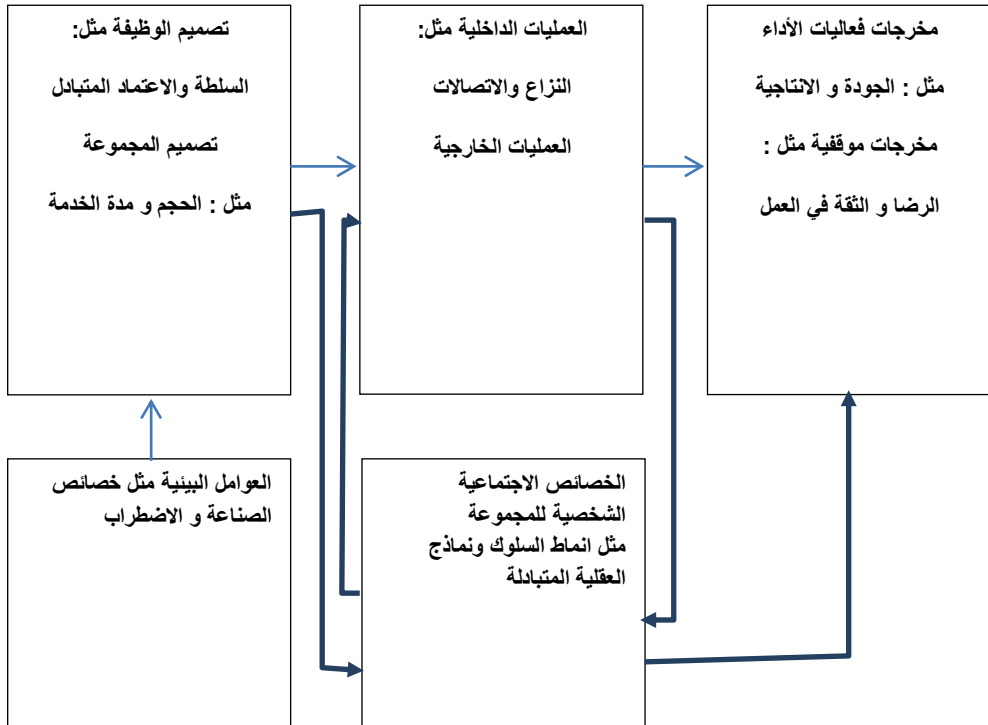 تصميم الوظيفة مثل:
السلطة والاعتماد المتبادل
تصميم المجموعة
مثل : الحجم و مدة الخدمة
العمليات الداخلية مثل:
النزاع والاتصالات
العمليات الخارجية
مخرجات فعاليات الأداء
مثل : الجودة و الانتاجية
مخرجات موقفية مثل :
الرضا و الثقة في العمل
العوامل البيئية مثل خصائص
الصناعة و الاضطراب
الخصائص الاجتماعية
الشخصية للمجموعة
مثل انماط السلوك ونماذج
العقلية المتبادلة